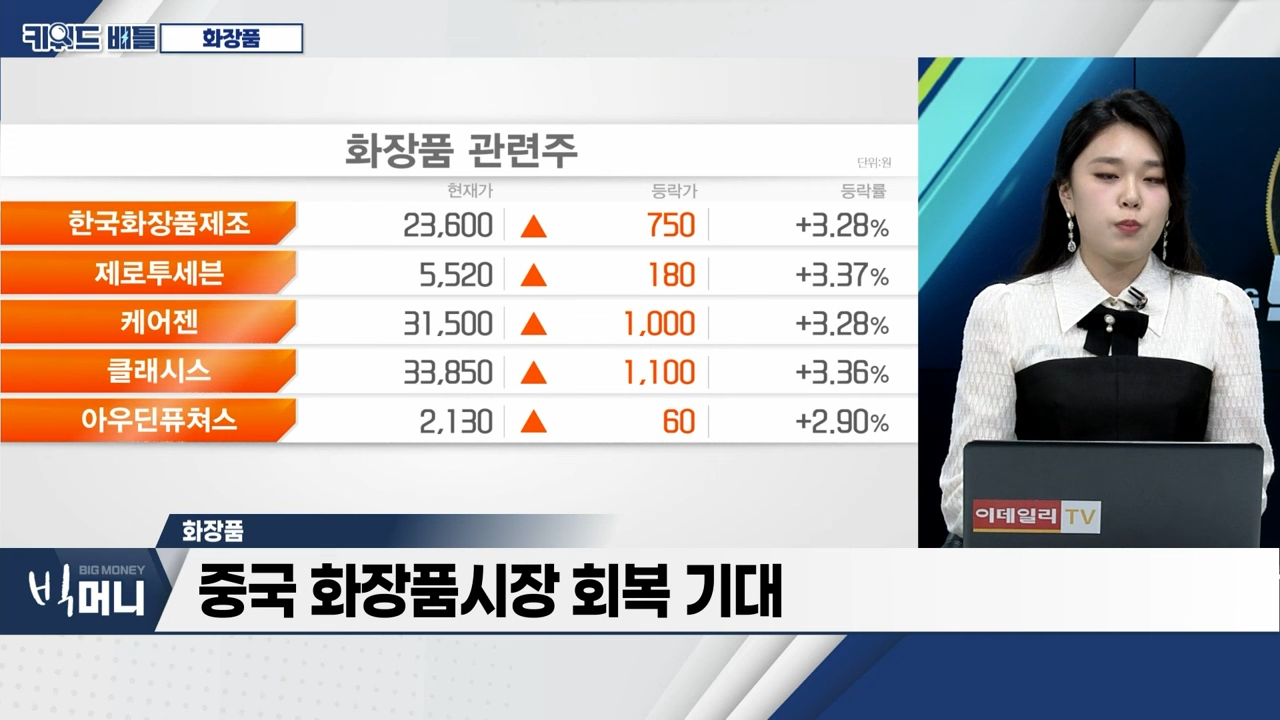 키워드 배틀 화장품
화장품 관련주
단위:원
현재가 등락가 등락률
한국화장품제조 23,600 ▲ 750 +3.28%
제로투세븐 5,520 ▲ 180 +3.37%
케어젠 31,500 ▲ 1,000 +3.28%
클래시스 33,850 ▲ 1,100 +3.36%
아우딘퓨쳐스 2,130 ▲ 60 +2.90%
이데일리TV
화장품
BIG MONEY
빅머니
중국 화장품시장 회복 기대